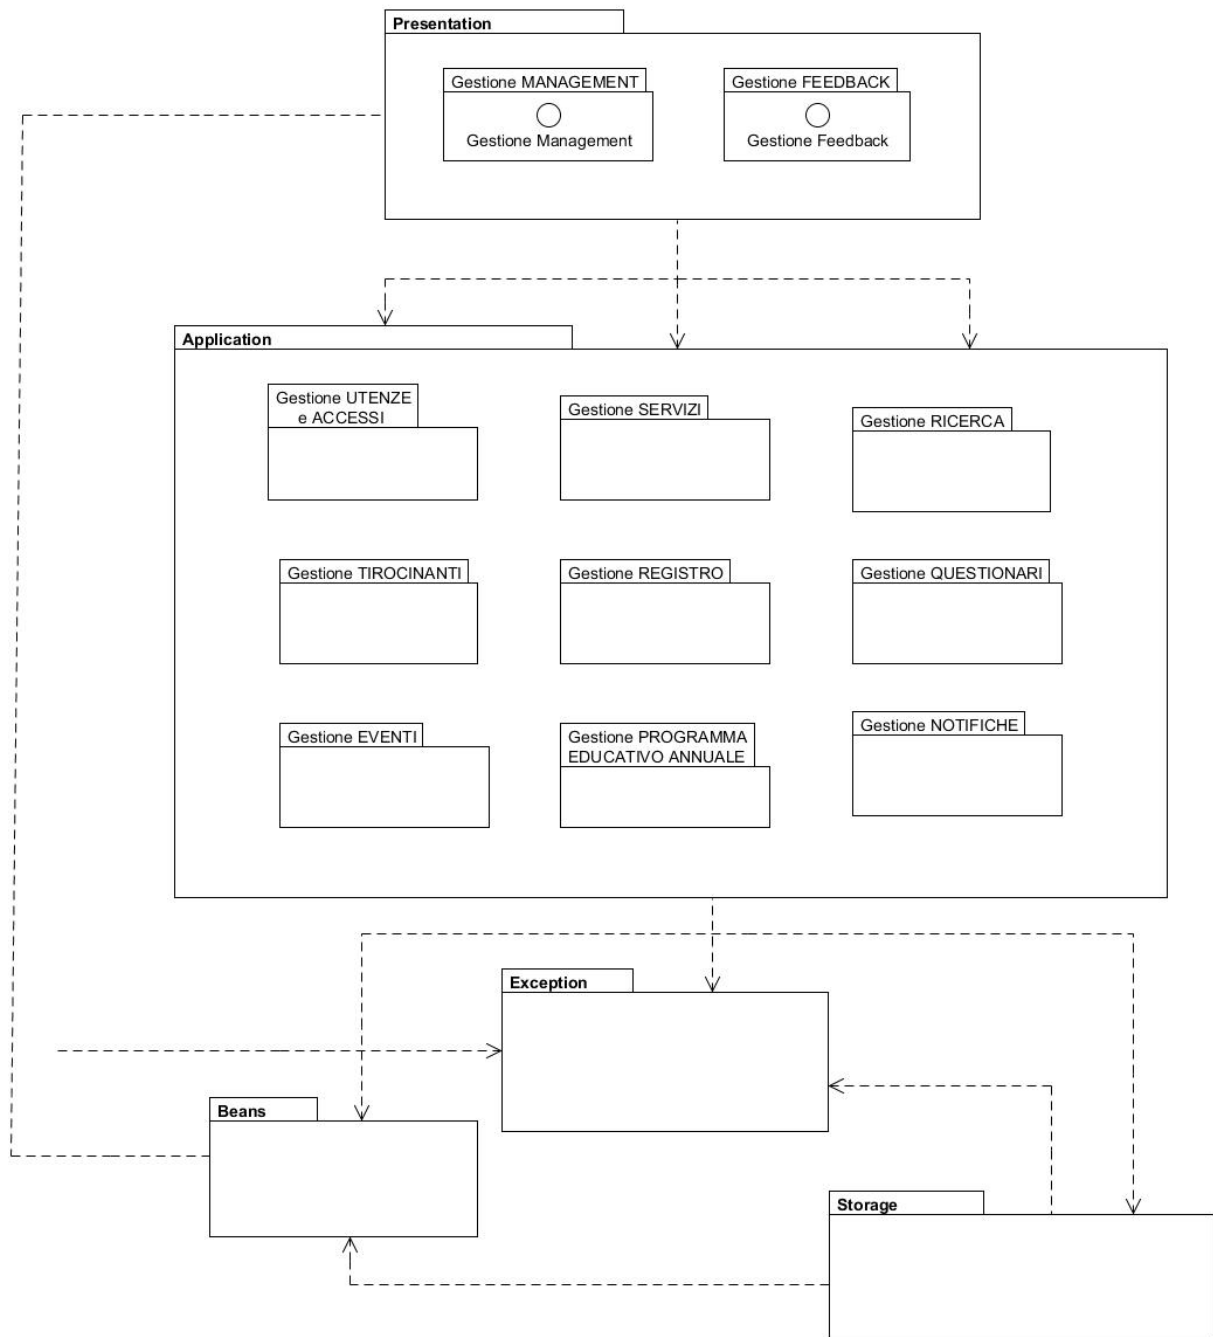 Presentation
Gestione MANAGEMENT
Gestione FEEDBACK
Gestione Management
Gestione Feedback
Application
Gestione UTENZE
e ACCESSI
Gestione SERVIZI
Gestione RICERCA
Gestione TIROCINANTI
Gestione REGISTRO
Gestione QUESTIONARI
Gestione EVENTI
Gestione PROGRAMMA
EDUCATIVO ANNUALE
Gestione NOTIFICHE
Exception
Beans
Storage